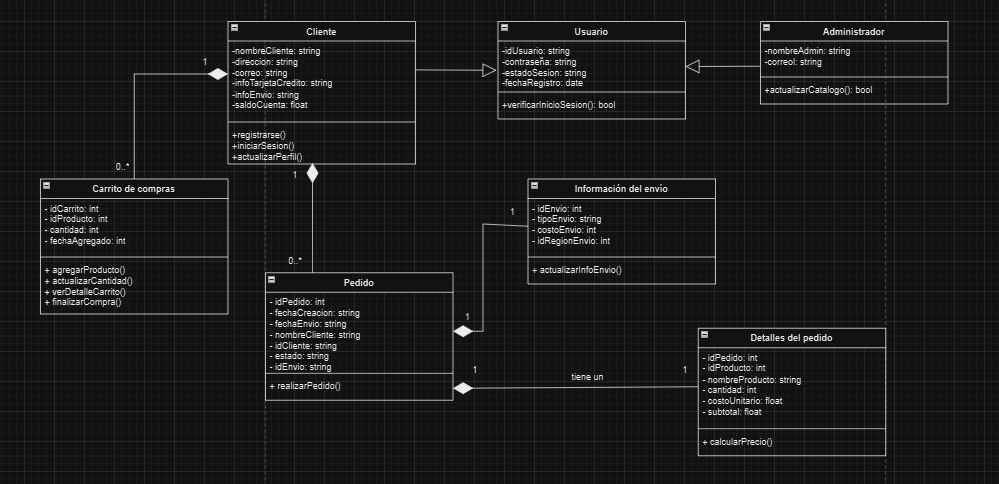 Cliente
-nombreCliente: string
-direccion: string
-correo: string
-infoTarjetaCredito: string
-infoEnvio: string
-saldoCuenta: float
+registrarse()
+iniciarSesion()
+actualizarPerfil()
Usuario
-idUsuario: string
-contraseña: string
-estadoSesion: string
-fechaRegistro: date
+verificarInicioSesion(): bool
Administrador
-nombreAdmin: string
-correol: string
+actualizarCatalogo(): bool
1
0..*
1
0..*
Carrito de compras
- idCarrito: int
- idProducto: int
- cantidad: int
- fechaAgregado: int
+ agregarProducto()
+ actualizarCantidad()
+ verDetalleCarrito()
+ finalizarCompra()
Información del envío
- idEnvio: int
- tipoEnvio: string
- costoEnvio: int
- idRegionEnvio: int
+ actualizarInfoEnvio()
1
1
Pedido
- idPedido: int
- fechaCreacion: string
- fechaEnvio: string
- nombreCliente: string
- idCliente: string
- estado: string
- idEnvio: string
+ realizarPedido()
1
tiene un
1
Detalles del pedido
- idPedido: int
- idProducto: int
- nombreProducto: string
- cantidad: int
- costoUnitario: float
- subtotal: float
+ calcularPrecio()